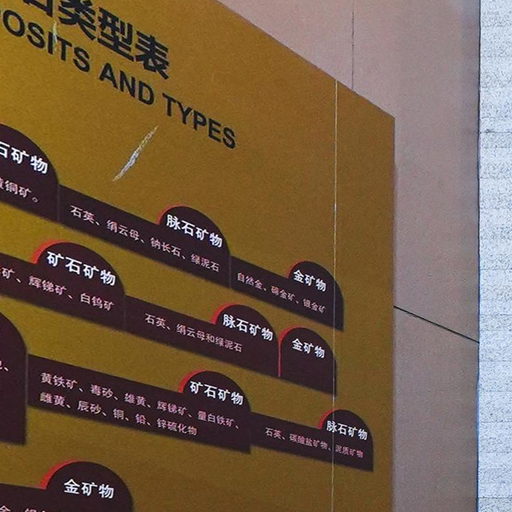 石类型表
OSITS AND TYPES
石矿物
铜矿。
脉石矿物
石英、绢云母、钠长石、绿泥石
金矿物
自然金、碲金矿、银金矿
矿石矿物
矿、辉锑矿、白钨矿
脉石矿物
石英、绢云母和绿泥石
金矿物
矿石矿物
黄铁矿、毒砂、雄黄、辉锑矿、量白铁矿、
雌黄、辰砂、铜、铅、锌硫化物
脉石矿物
石英、碳酸盐矿物、泥质矿物
金矿物